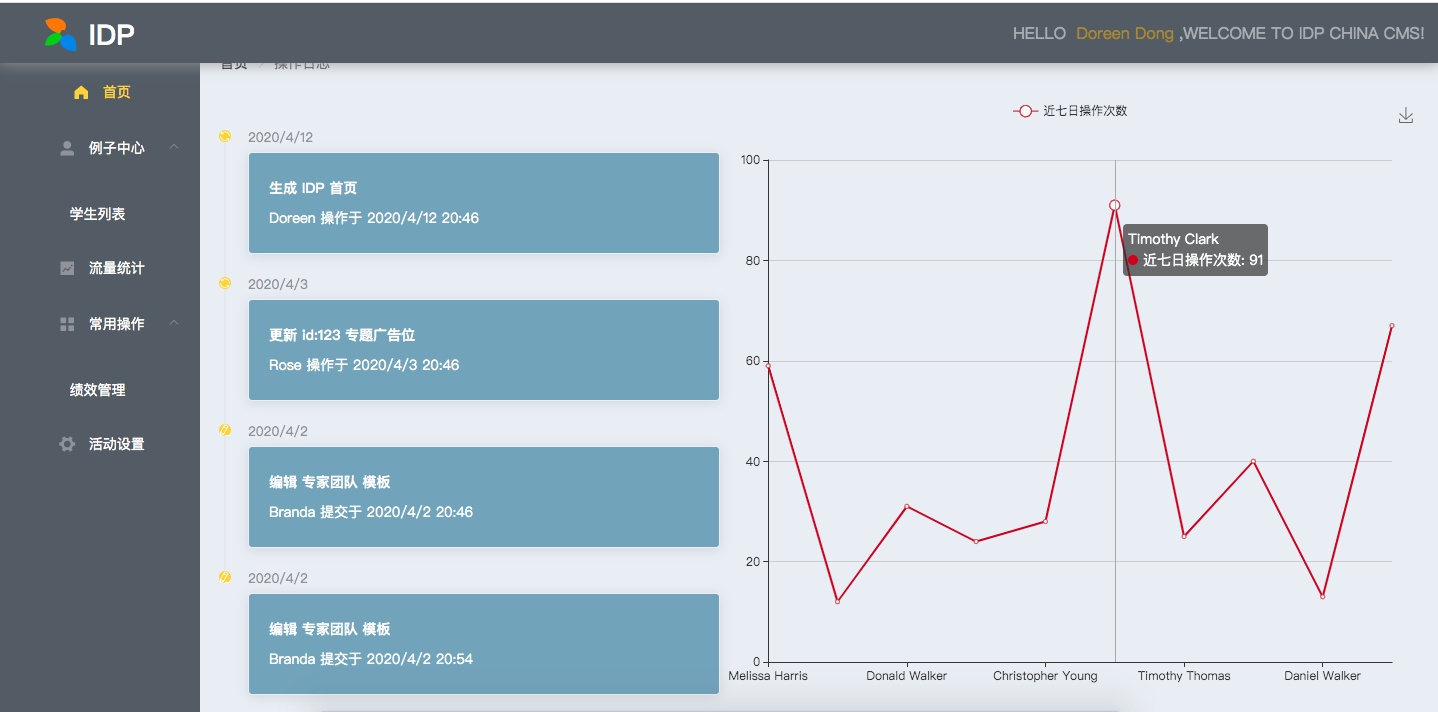 IDP
HELLO Doreen Dong ,WELCOME TO IDP CHINA CMS!
首页
例子中心
学生列表
流量统计
常用操作
绩效管理
活动设置
首页 操作日志
2020/4/12
生成 IDP 首页
Doreen 操作于 2020/4/12 20:46
2020/4/3
更新 id:123 专题广告位
Rose 操作于 2020/4/3 20:46
2020/4/2
编辑 专家团队 模板
Branda 提交于 2020/4/2 20:46
2020/4/2
编辑 专家团队 模板
Branda 提交于 2020/4/2 20:54
近七日操作次数
100
80
60
40
20
0
Timothy Clark
近七日操作次数: 91
Melissa Harris Donald Walker Christopher Young Timothy Thomas Daniel Walker